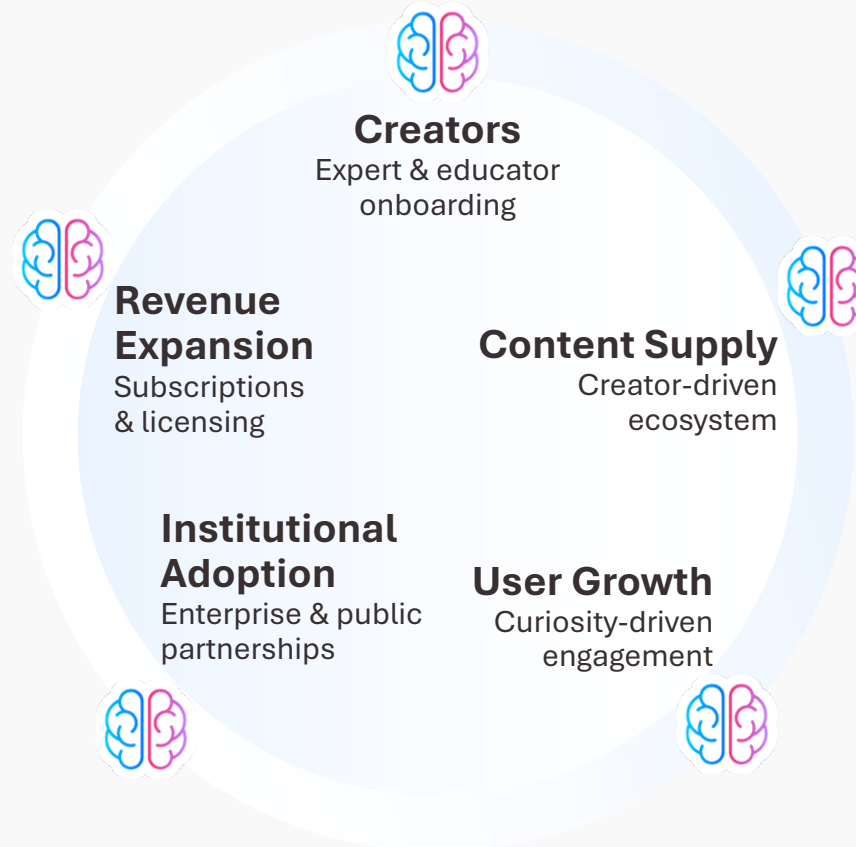 Creators
Expert & educator
onboarding
Revenue
Expansion
Subscriptions
& licensing
Content Supply
Creator-driven
ecosystem
Institutional
Adoption
Enterprise & public
partnerships
User Growth
Curiosity-driven
engagement